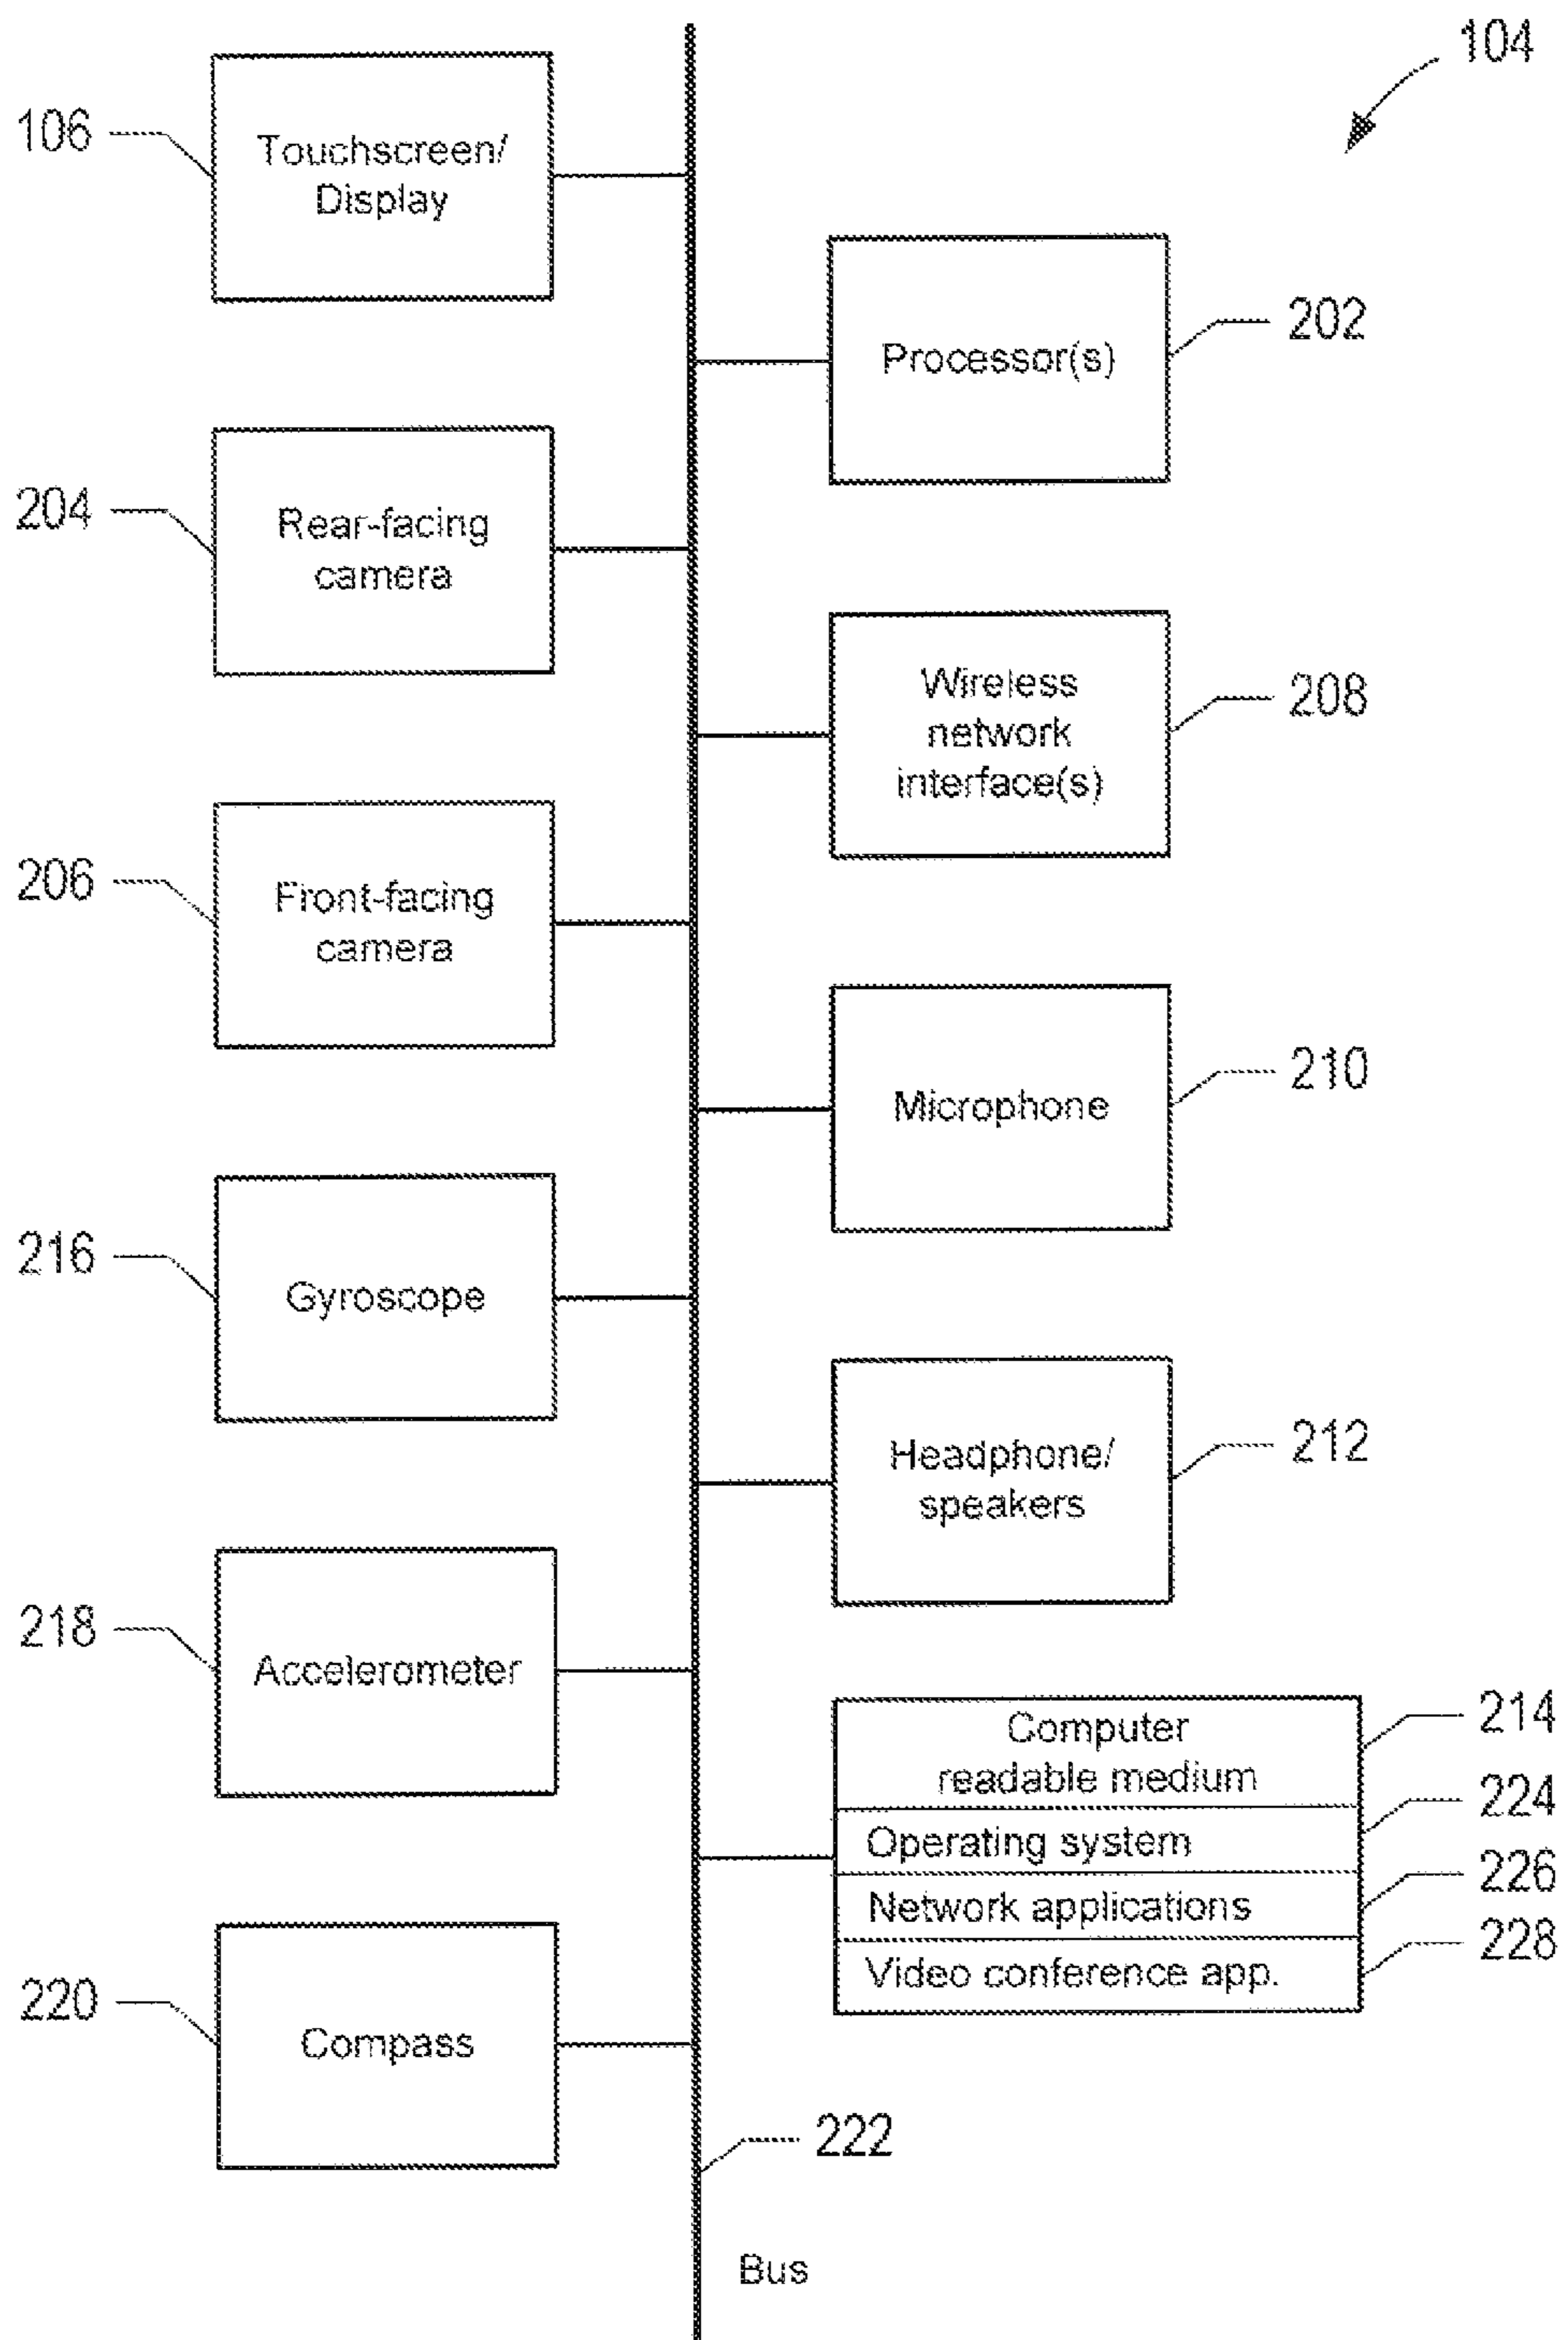 104
106
Touchscreen/
Display
Processor(s)
202
204
Rear-facing
camera
Wireless
network
interface(s)
208
206
Front-facing
camera
Microphone
210
216
Gyroscope
Headphone/
speakers
212
218
Accelerometer
Computer
readable medium
214
Operating system
224
Network applications
226
Video conference app.
228
220
Compass
222
Bus